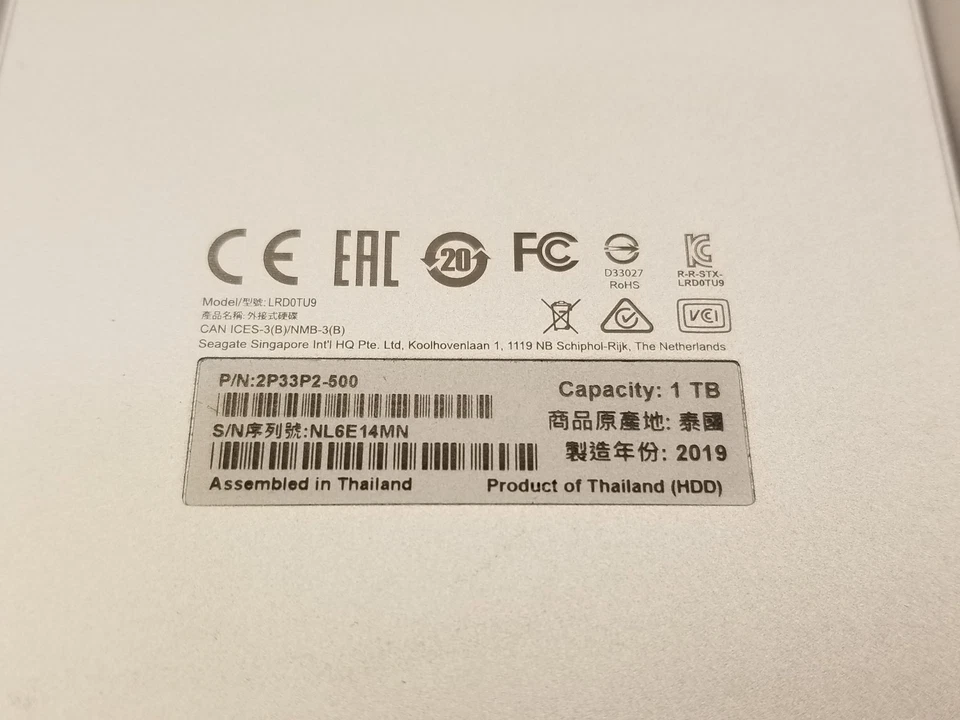 CE EAC 20 FC
D33027
RoHS
R-R-STX-
LRD0TU9
Model/型號: LRD0TU9
產品名稱: 外接式硬碟
CAN ICES-3(B)/NMB-3(B)
VCI
Seagate Singapore Int'l HQ Pte. Ltd, Koolhovenlaan 1, 1119 NB Schiphol-Rijk, The Netherlands
P/N:2P33P2-500
Capacity: 1 TB
商品原產地: 泰國
S/N序列號:NL6E14MN
製造年份: 2019
Assembled in Thailand
Product of Thailand (HDD)